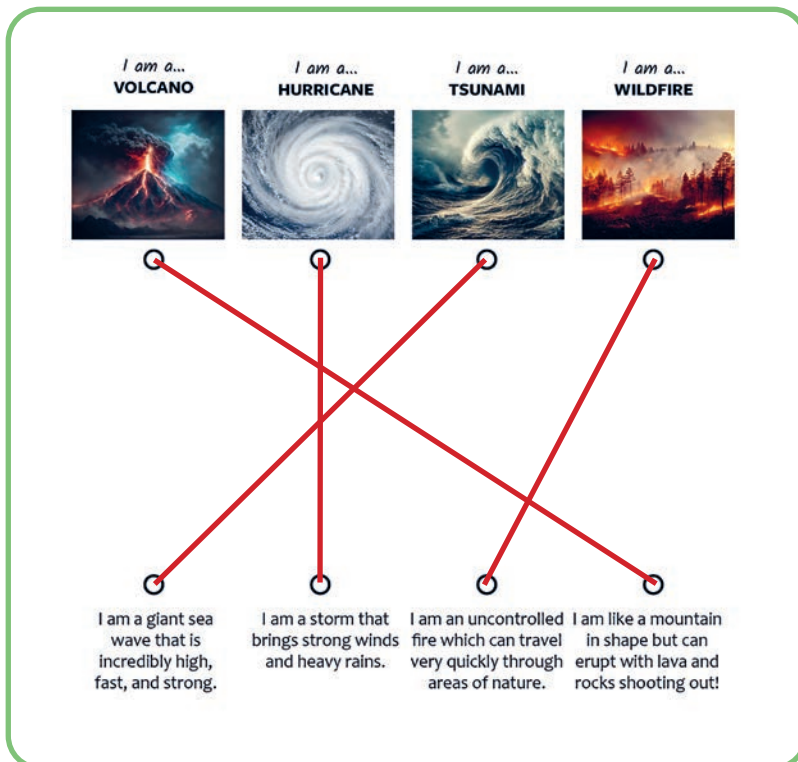 I am a...
VOLCANO
I am a...
HURRICANE
I am a...
TSUNAMI
I am a...
WILDFIRE
I am a giant sea
wave that is
incredibly high,
fast, and strong.
I am a storm that
brings strong winds
and heavy rains.
I am an uncontrolled
fire which can travel
very quickly through
areas of nature.
I am like a mountain
in shape but can
erupt with lava and
rocks shooting out!